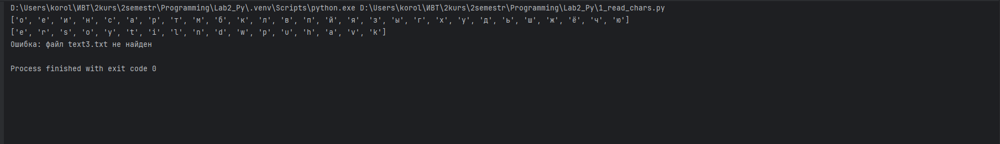 D:\Users\korol\ИВТ\2kurs\2semestr\Programming\Lab2_Py\.venv\Scripts\python.exe D:\Users\korol\ИВТ\2kurs\2semestr\Programming\Lab2_Py\1_read_chars.py
['о', 'е', 'и', 'н', 'с', 'а', 'р', 'т', 'м', 'б', 'к', 'л', 'в', 'п', 'й', 'я', 'з', 'ы', 'г', 'х', 'у', 'д', 'ь', 'ш', 'ж', 'ё', 'ч', 'ю']
['e', 'r', 's', 'o', 'y', 't', 'i', 'l', 'n', 'd', 'w', 'p', 'u', 'h', 'a', 'v', 'k']
Ошибка: файл text3.txt не найден
Process finished with exit code 0